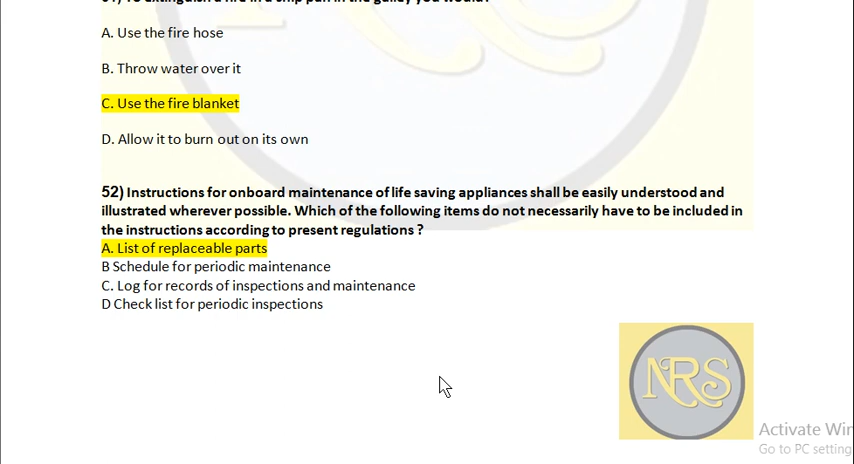 A. Use the fire hose
B. Throw water over it
C. Use the fire blanket
D. Allow it to burn out on its own
52) Instructions for onboard maintenance of life saving appliances shall be easily understood and
illustrated wherever possible. Which of the following items do not necessarily have to be included in
the instructions according to present regulations ?
A. List of replaceable parts
B Schedule for periodic maintenance
C. Log for records of inspections and maintenance
D Check list for periodic inspections
NRS
Activate Wir
Go to PC setting